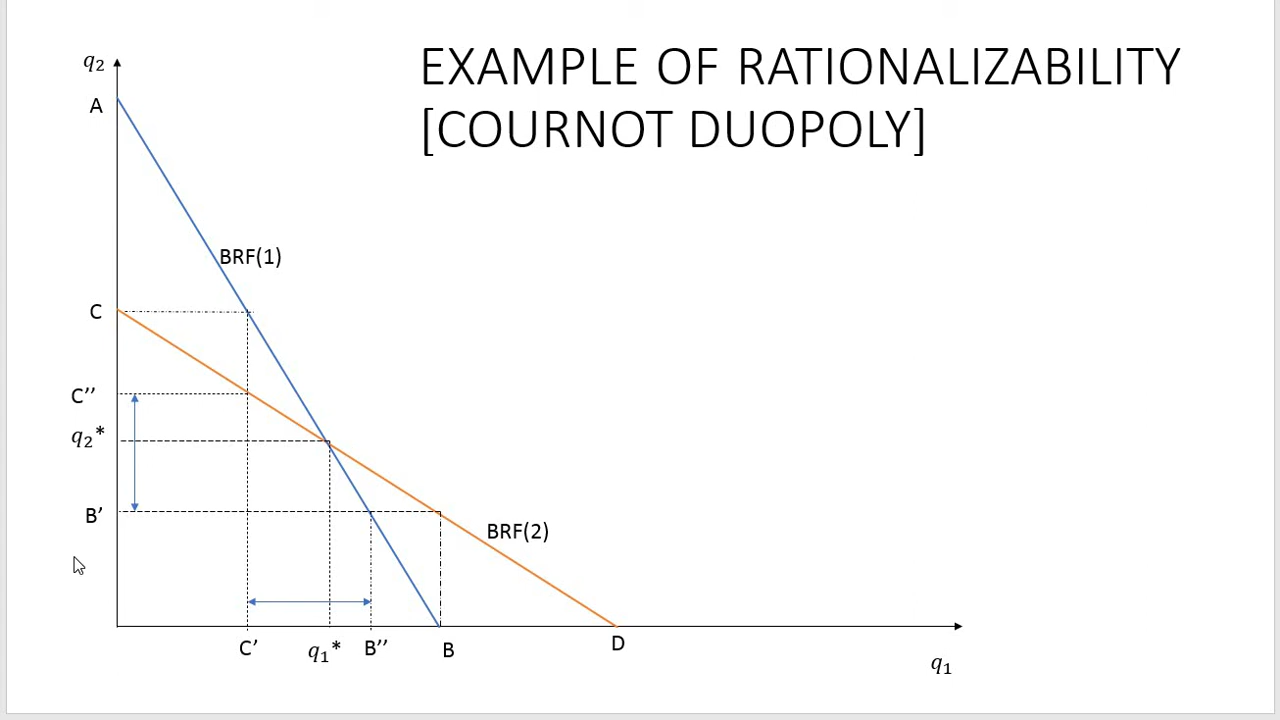 EXAMPLE OF RATIONALIZABILITY
[COURNOT DUOPOLY]
q₂
A
BRF(1)
C
C’’
q₂*
B’
BRF(2)
C’
q₁*
B’’
B
D
q₁